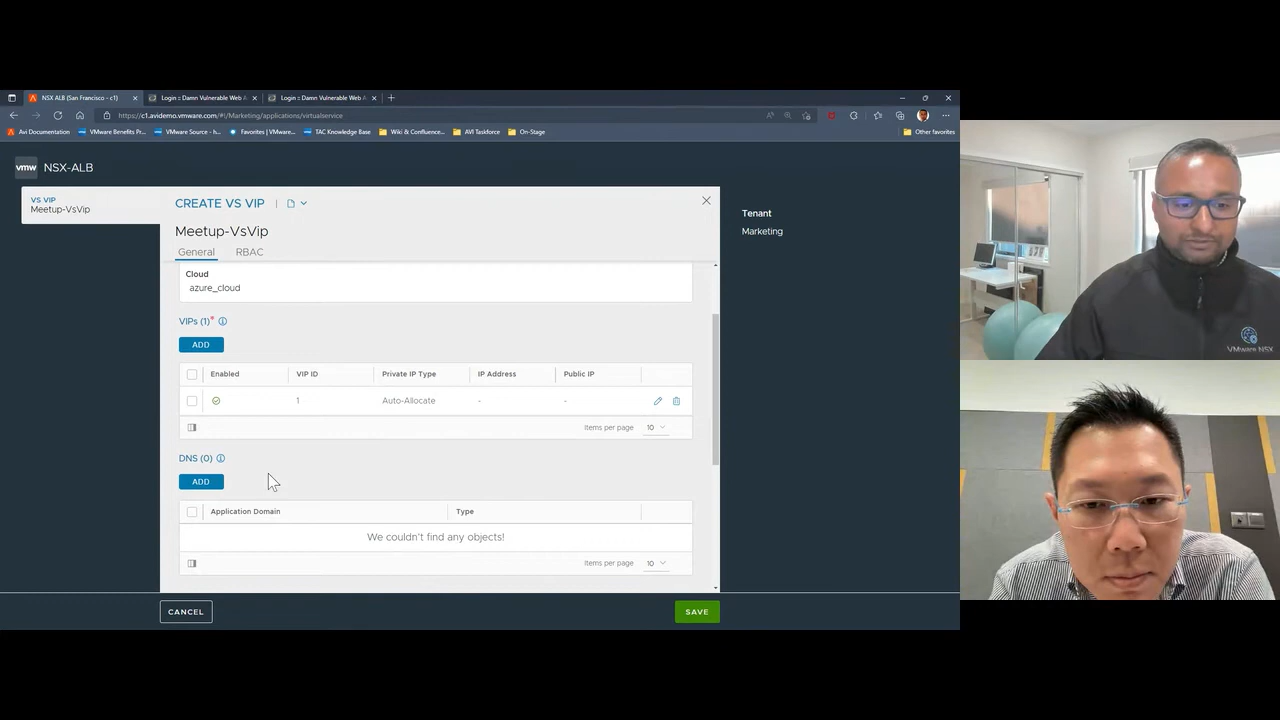 NSX ALB (San Francisco - c1)
Login :: Damn Vulnerable Web A
Login :: Damn Vulnerable Web A
https://c1.avidemo.vmware.com/#!/Marketing/applications/virtualservice
Avi Documentation
VMware Benefits Pr...
VMware Source - h...
Favorites | VMware...
TAC Knowledge Base
Wiki & Confluence...
AVI Taskforce
On-Stage
Other favorites
vmw NSX-ALB
VS VIP
Meetup-VsVip
CREATE VS VIP
Meetup-VsVip
General RBAC
Tenant
Marketing
Cloud
azure_cloud
VIPs (1)*
ADD
Enabled VIP ID Private IP Type IP Address Public IP
1 Auto-Allocate - -
Items per page 10
DNS (0)
ADD
Application Domain Type
We couldn't find any objects!
Items per page 10
CANCEL
SAVE
VMware NSX